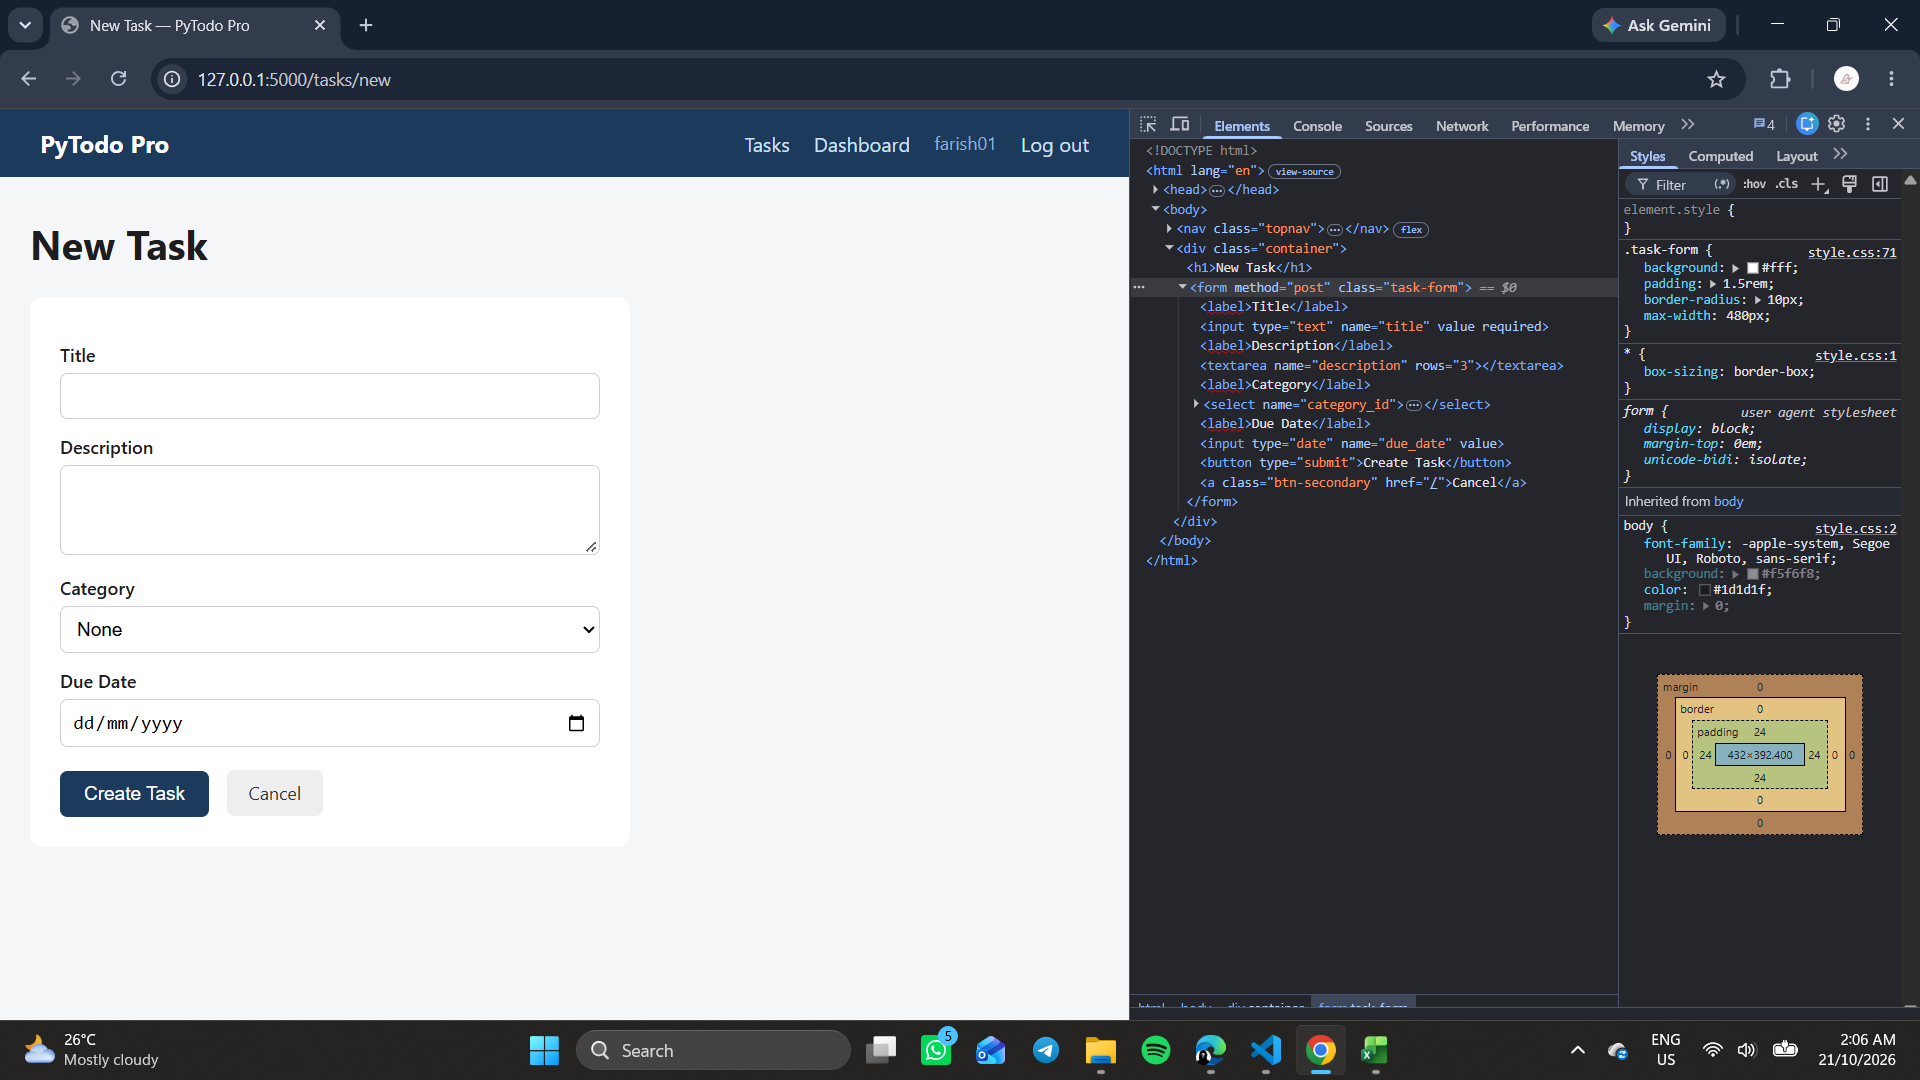 New Task — PyTodo Pro
Ask Gemini
127.0.0.1:5000/tasks/new
PyTodo Pro
Tasks
Dashboard
farish01
Log out
New Task
Title
Description
Category
None
Due Date
dd/mm/yyyy
Create Task
Cancel
Elements
Console
Sources
Network
Performance
Memory
4
<!DOCTYPE html>
<html lang="en"> view-source
<head>⋯</head>
<body>
<nav class="topnav">⋯</nav> flex
<div class="container">
<h1>New Task</h1>
<form method="post" class="task-form"> == $0
<label>Title</label>
<input type="text" name="title" value required>
<label>Description</label>
<textarea name="description" rows="3"></textarea>
<label>Category</label>
<select name="category_id">⋯</select>
<label>Due Date</label>
<input type="date" name="due_date" value>
<button type="submit">Create Task</button>
<a class="btn-secondary" href="/">Cancel</a>
</form>
</div>
</body>
</html>
html body div.container form.task-form
Styles
Computed
Layout
Filter
(.*)
:hov
.cls
element.style {
}
.task-form {
style.css:71
background: #fff;
padding: 1.5rem;
border-radius: 10px;
max-width: 480px;
}
* {
style.css:1
box-sizing: border-box;
}
form {
user agent stylesheet
display: block;
margin-top: 0em;
unicode-bidi: isolate;
}
Inherited from body
body {
style.css:2
font-family: -apple-system, Segoe
UI, Roboto, sans-serif;
background: #f5f6f8;
color: #1d1d1f;
margin: 0;
}
margin 0
border 0
padding 24
0 0 24 432×392.400 24 0 0
24
0
0
26°C
Mostly cloudy
Search
5
ENG
US
2:06 AM
21/10/2026